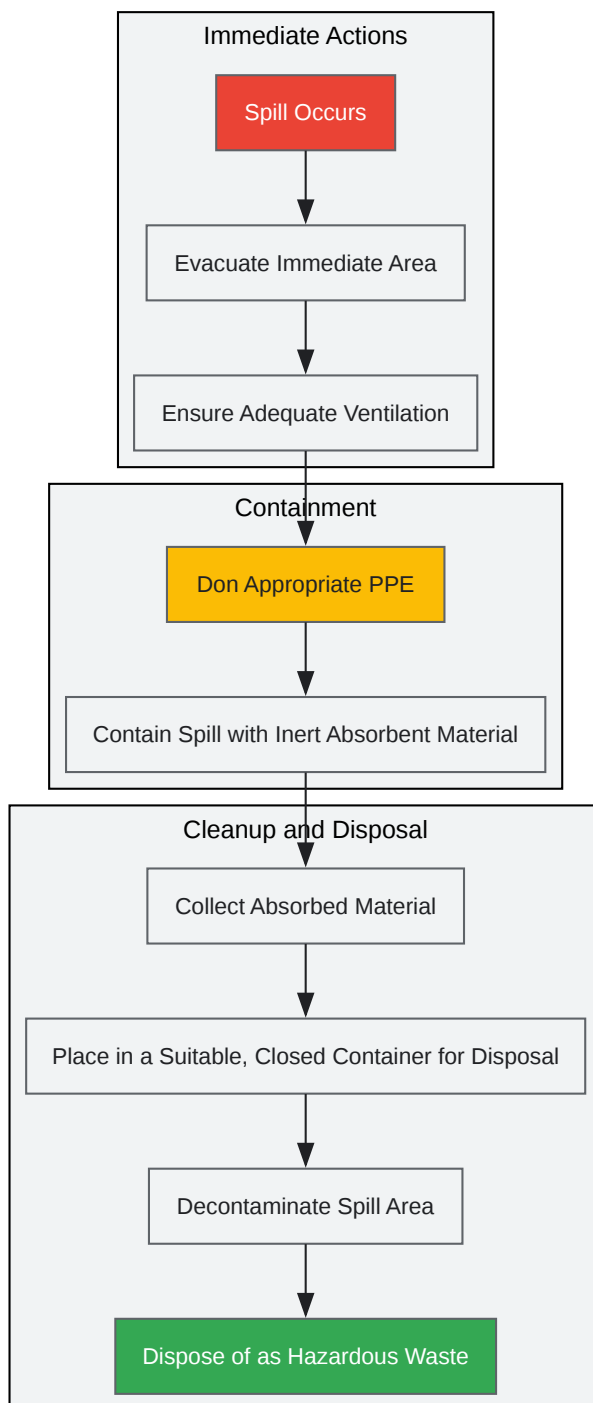 Immediate Actions
Spill Occurs
Evacuate Immediate Area
Ensure Adequate Ventilation
Containment
Don Appropriate PPE
Contain Spill with Inert Absorbent Material
Cleanup and Disposal
Collect Absorbed Material
Place in a Suitable, Closed Container for Disposal
Decontaminate Spill Area
Dispose of as Hazardous Waste